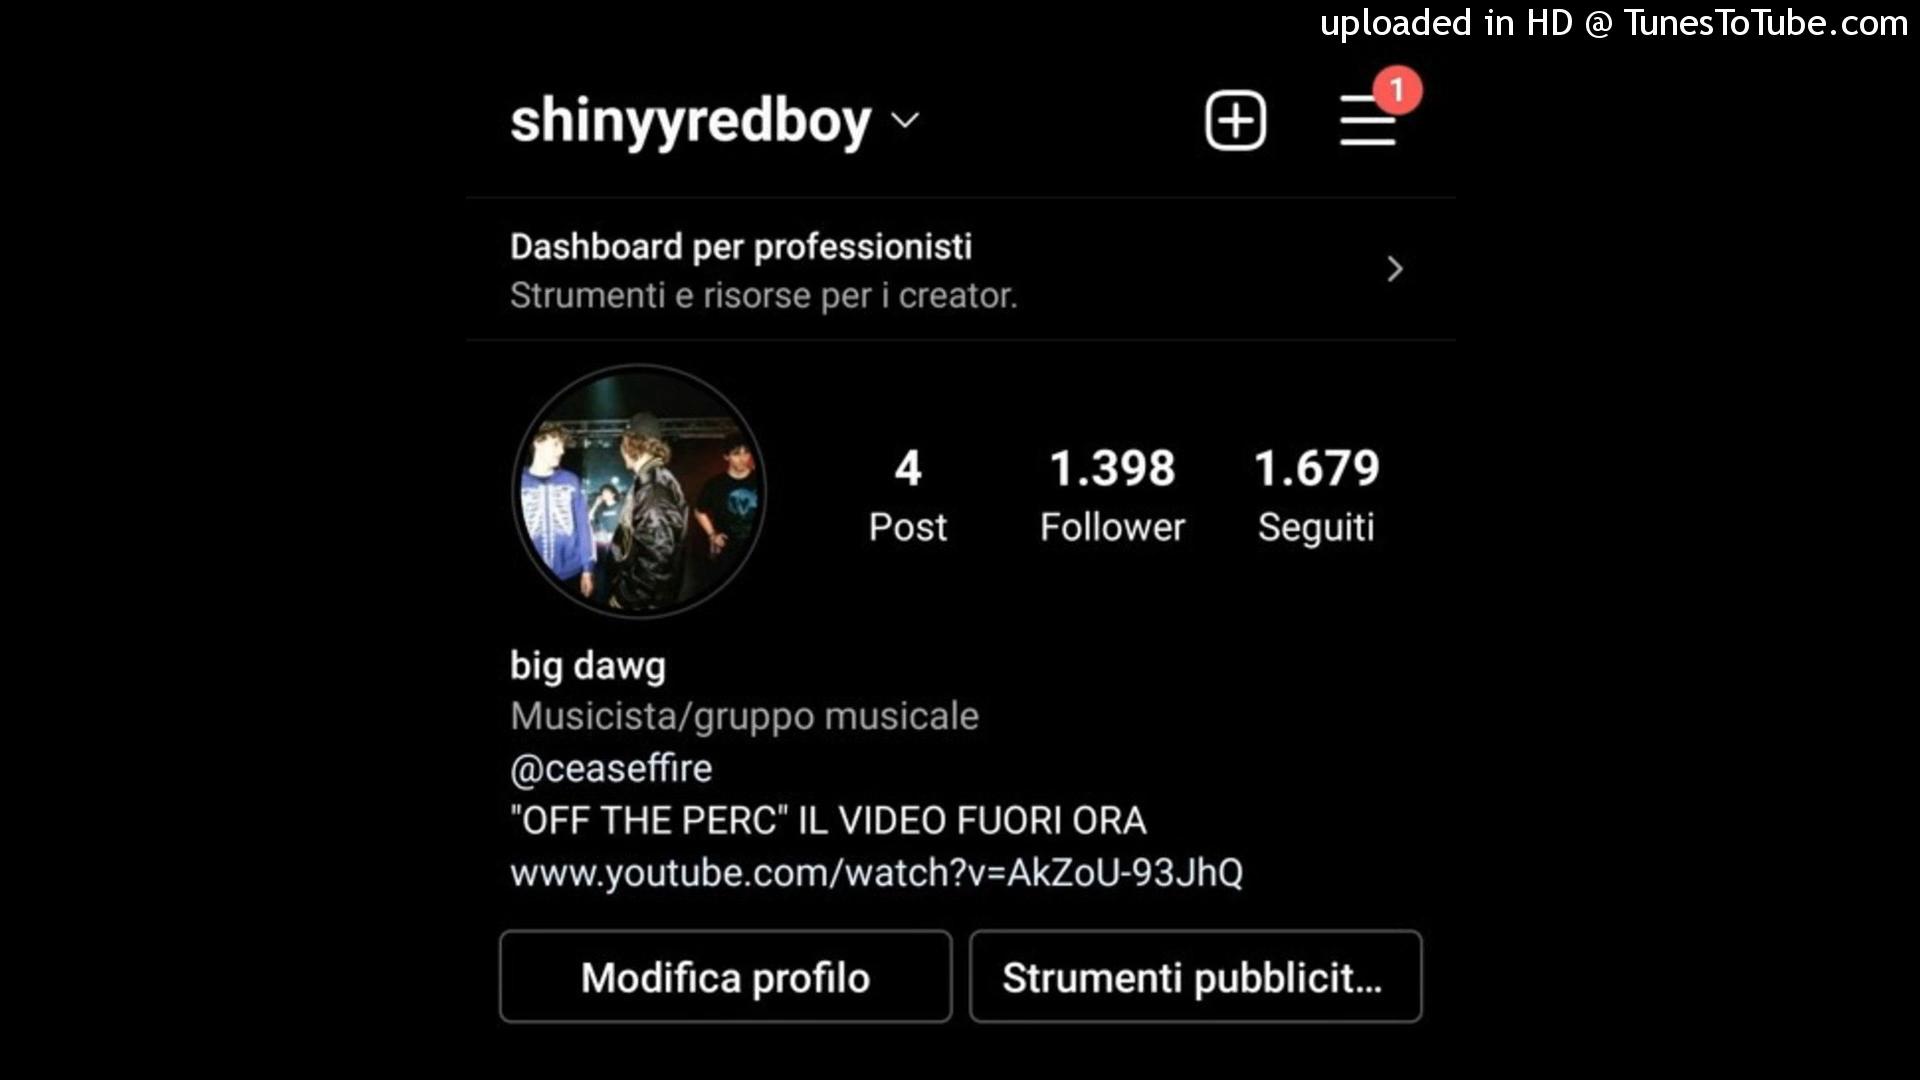 uploaded in HD @ TunesToTube.com
shinyyredboy
1
Dashboard per professionisti
Strumenti e risorse per i creator.
4 1.398 1.679
Post Follower Seguiti
big dawg
Musicista/gruppo musicale
@ceaseffire
"OFF THE PERC" IL VIDEO FUORI ORA
www.youtube.com/watch?v=AkZoU-93JhQ
Modifica profilo Strumenti pubblicit...